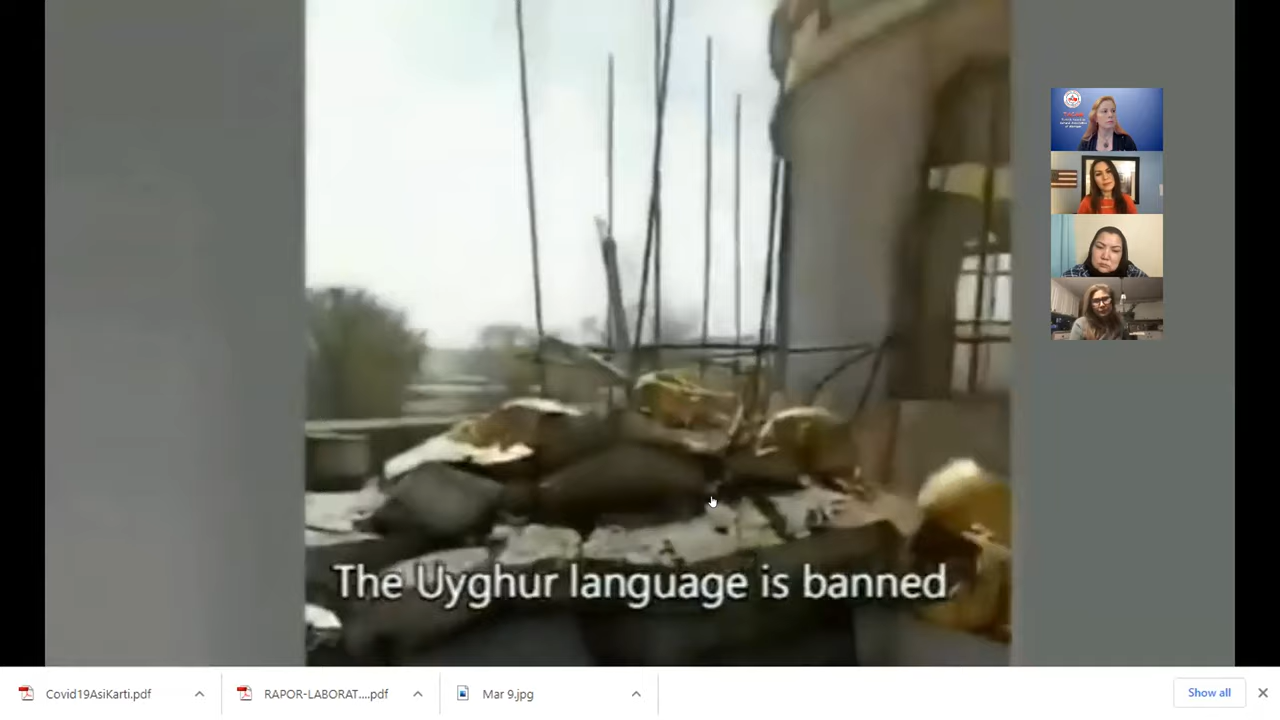 The Uyghur language is banned
Covid19AsiKarti.pdf
RAPOR-LABORAT....pdf
Mar 9.jpg
Show all